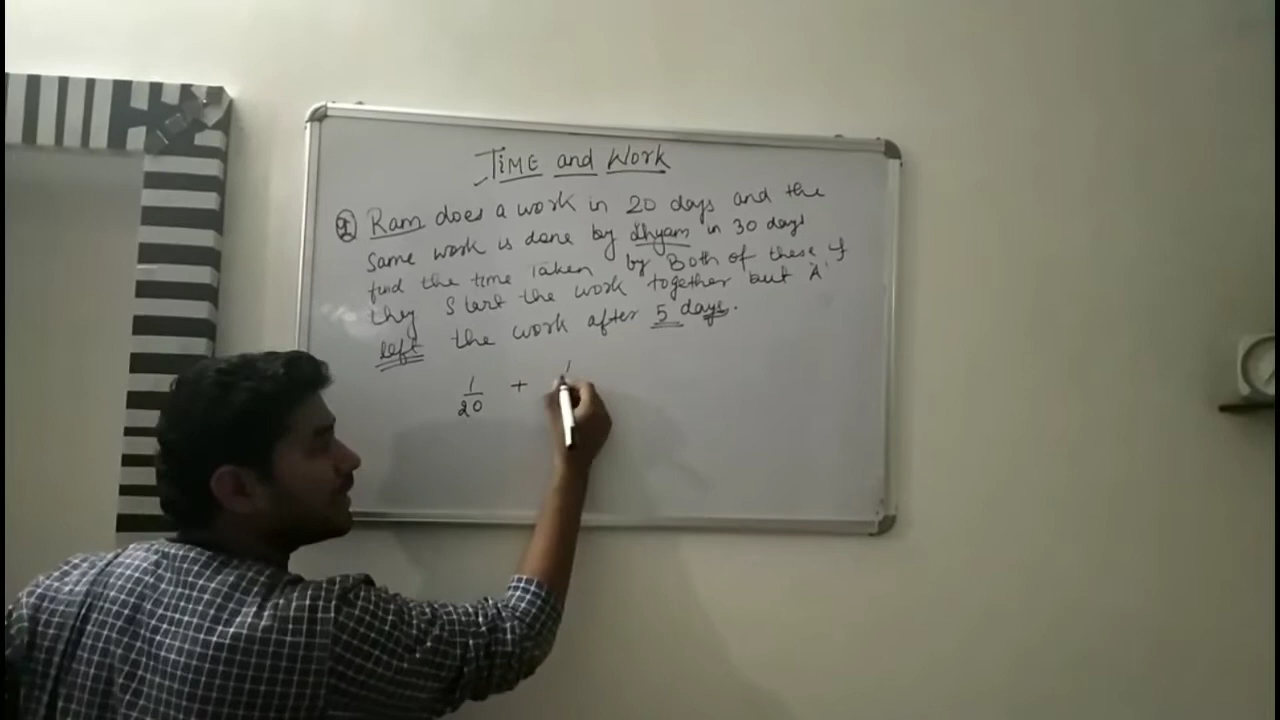 TIME and Work
Q1 Ram does a work in 20 days and the
same work is done by Shyam in 30 days
find the time Taken by Both of these if
they Start the work together but 'A'
left the work after 5 days.
1/20 + 1